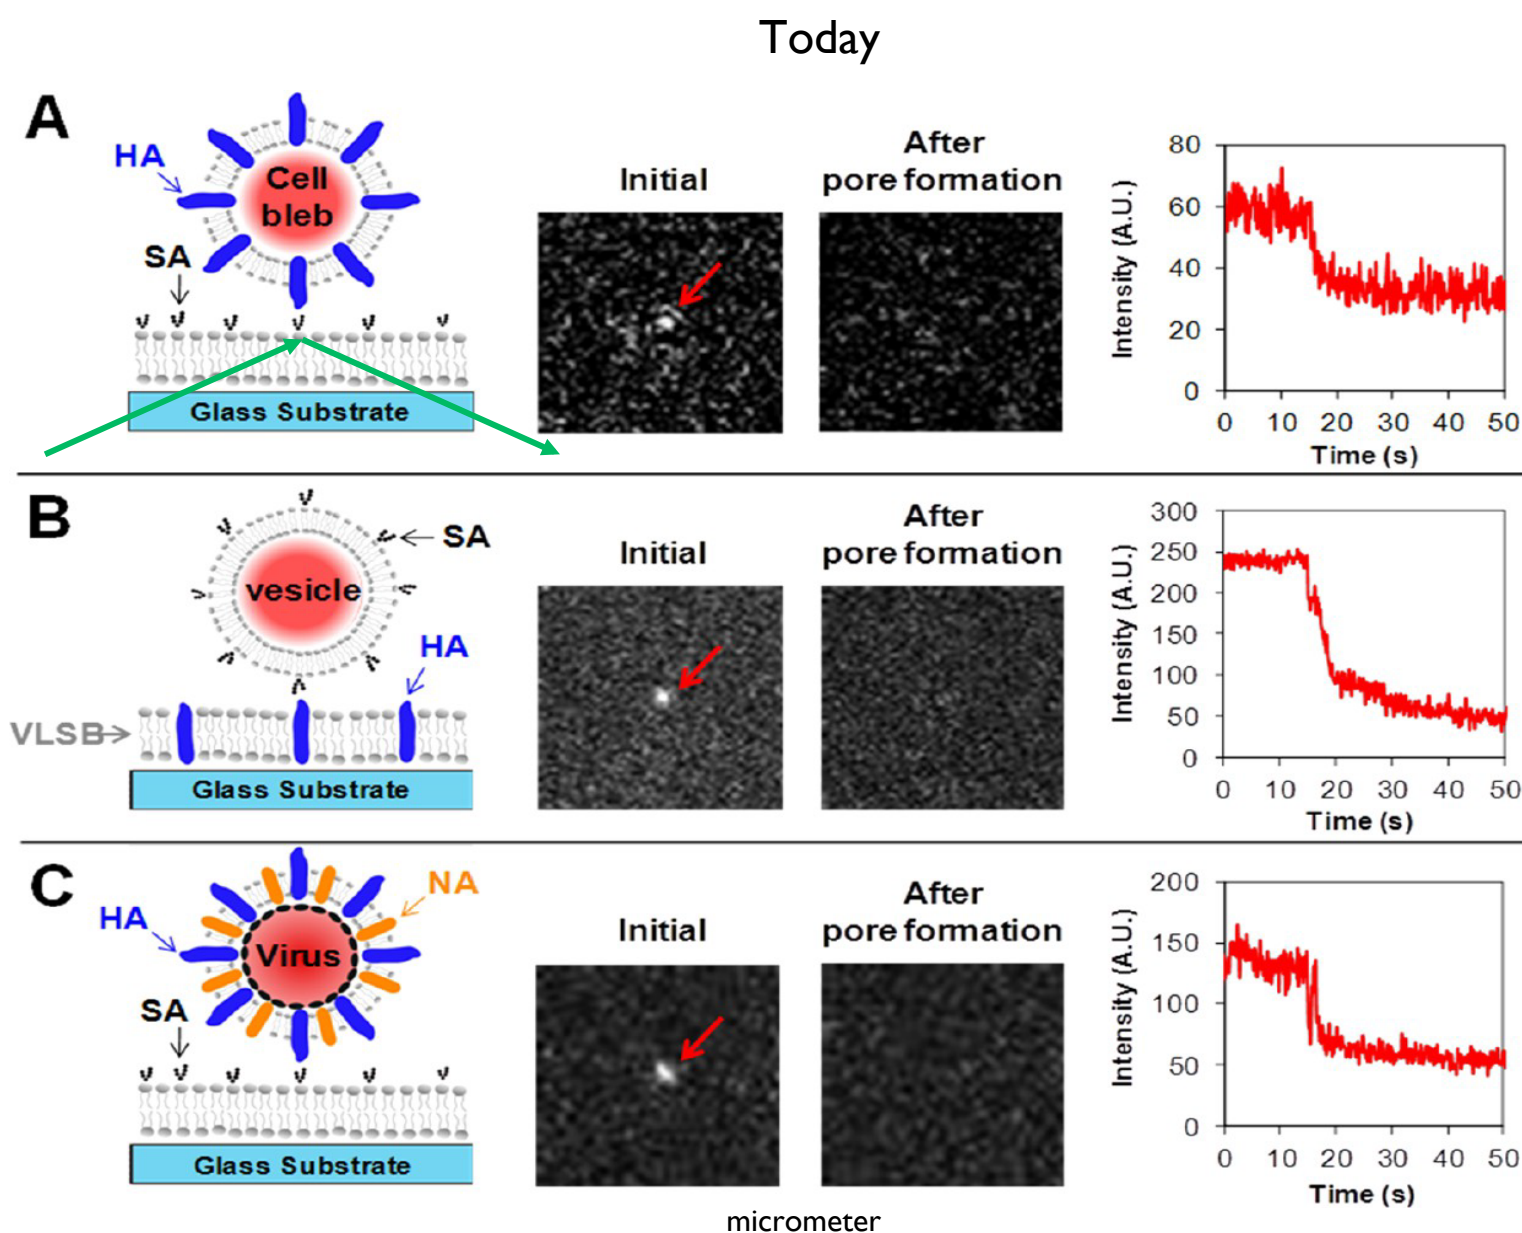 Today
A
HA
SA
Cell
bleb
Glass Substrate
Initial
After
pore formation
Intensity (A.U.)
80
60
40
20
0
0 10 20 30 40 50
Time (s)
B
vesicle
SA
HA
VLSB
Glass Substrate
Initial
After
pore formation
Intensity (A.U.)
300
250
200
150
100
50
0
0 10 20 30 40 50
Time (s)
C
HA
NA
Virus
SA
Glass Substrate
Initial
After
pore formation
Intensity (A.U.)
200
150
100
50
0
0 10 20 30 40 50
Time (s)
micrometer